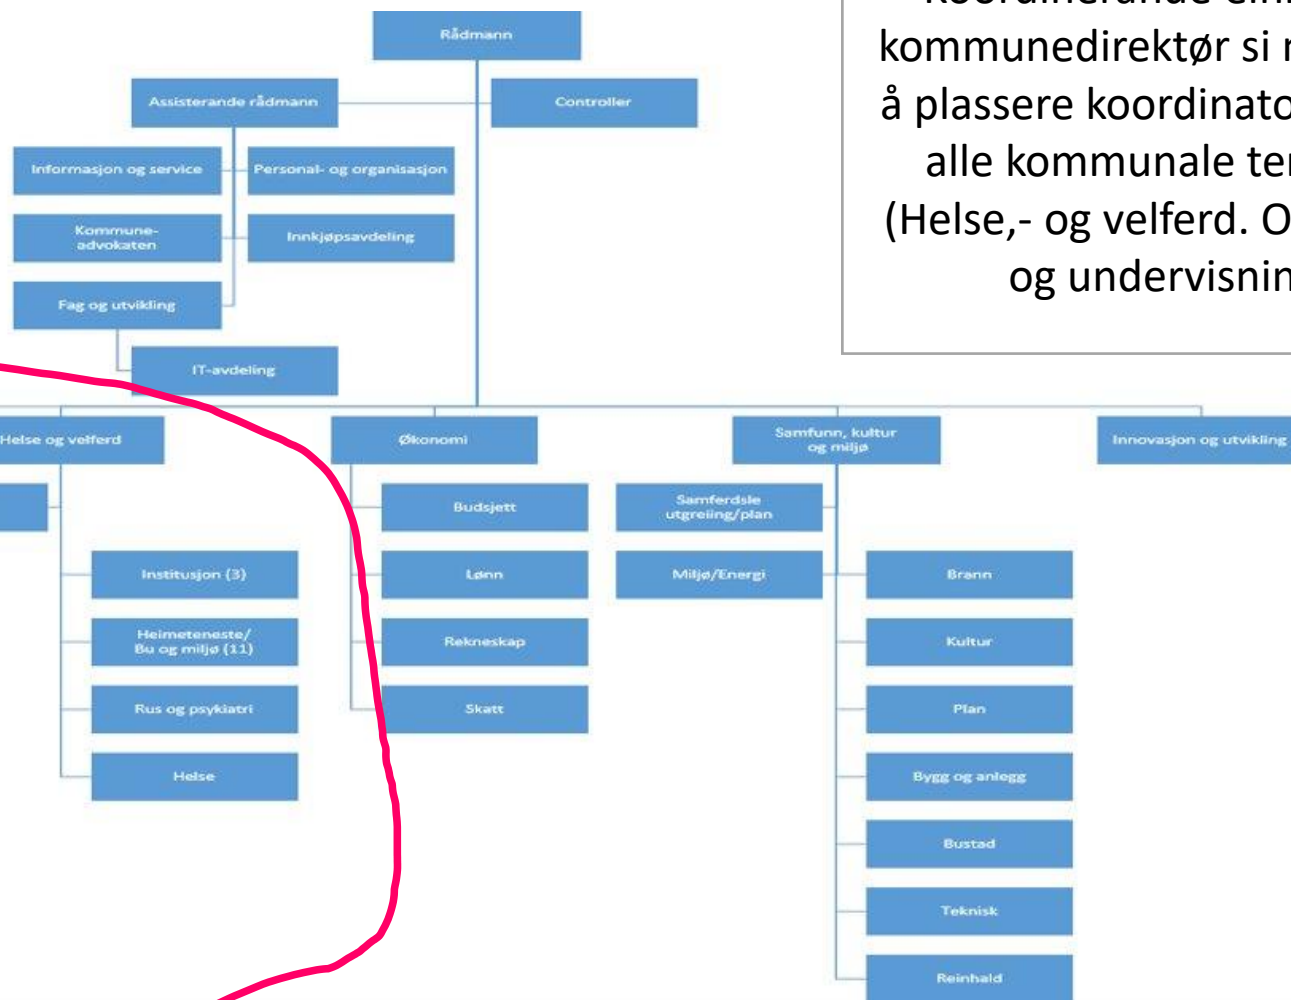 Rådmann
Assisterande rådmann
Controller
Informasjon og service
Personal- og organisasjon
Kommune-
advokaten
Innkjøpsavdeling
Fag og utvikling
IT-avdeling
kommunedirektør si
å plassere
alle kommunale
(Helse,- og velferd.
og
Helse og velferd
Økonomi
Samfunn, kultur
og miljø
Innovasjon og utvikling
Budsjett
Samferdsle
utgreiing/plan
Institusjon (3)
Lønn
Miljø/Energi
Brann
Heimeteneste/
Bu og miljø (11)
Rekneskap
Kultur
Rus og psykiatri
Skatt
Plan
Helse
Bygg og anlegg
Bustad
Teknisk
Reinhald